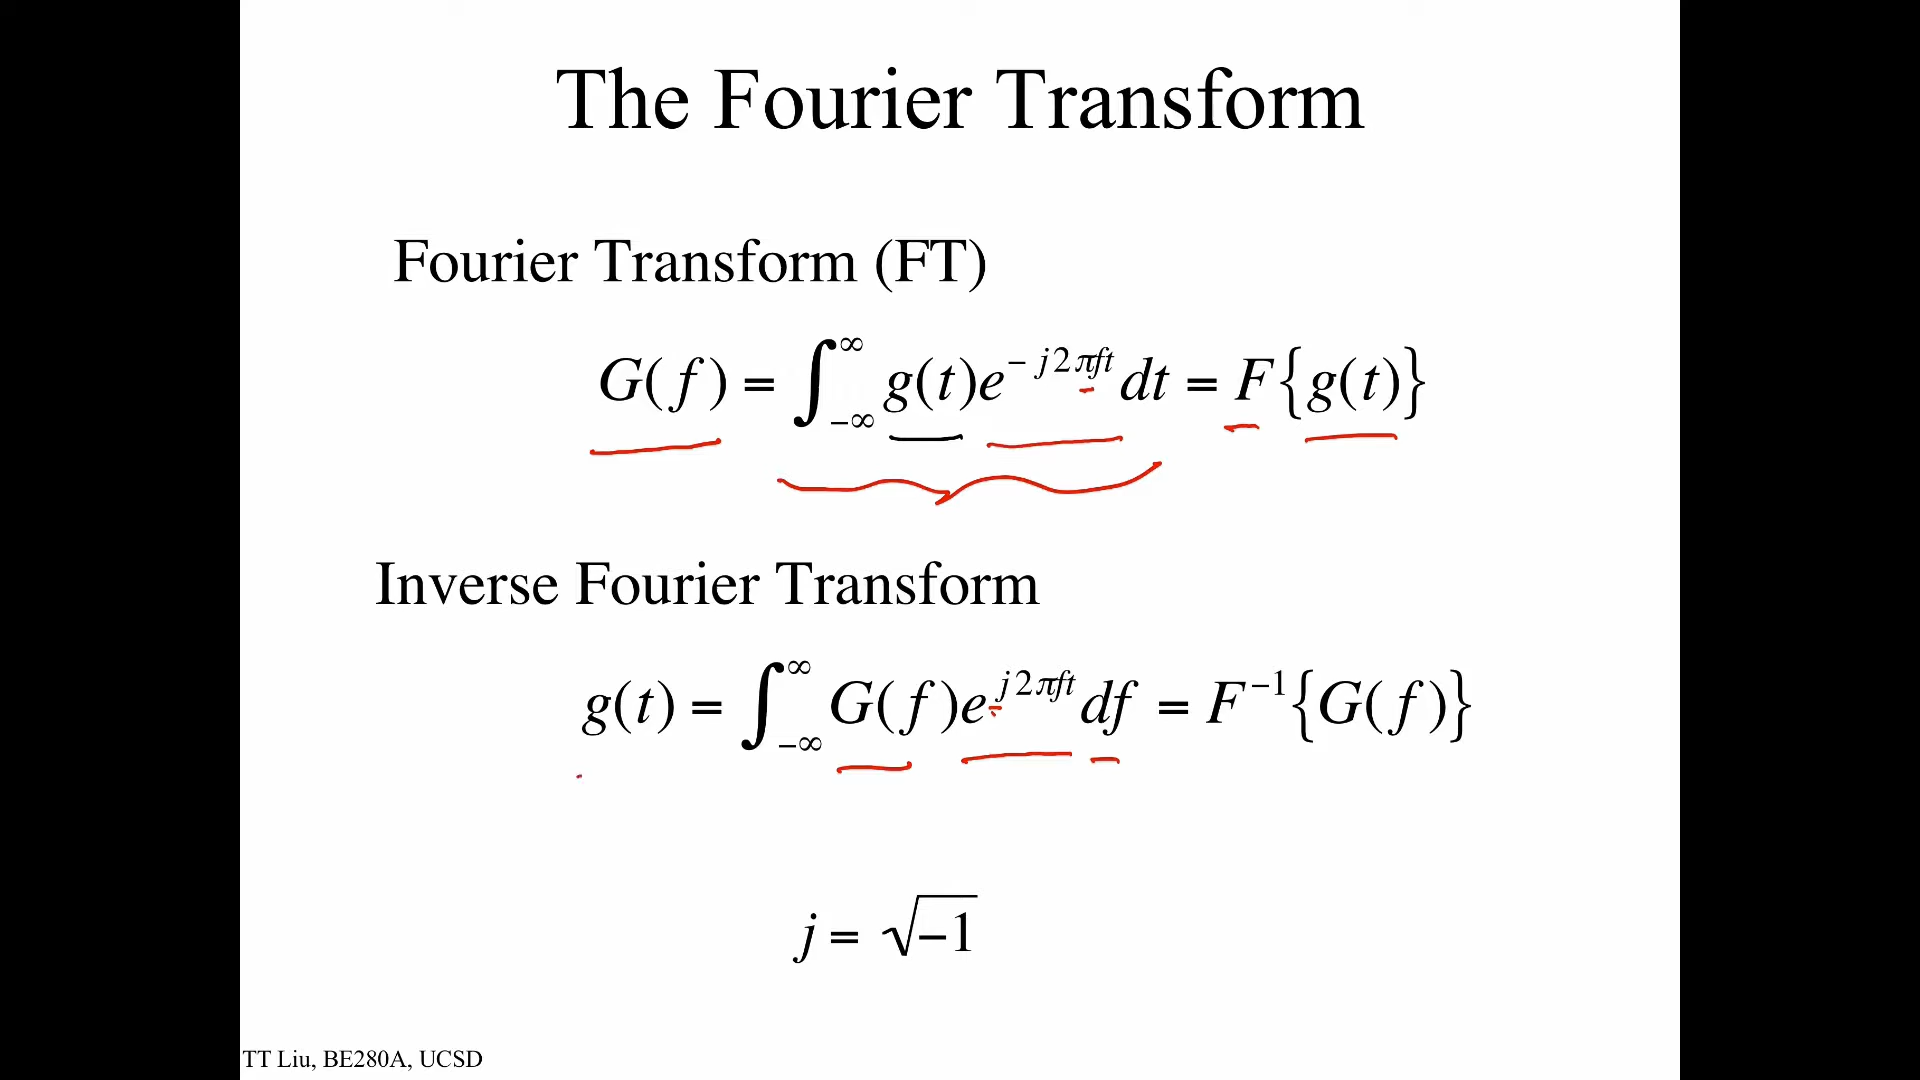 The Fourier Transform
Fourier Transform (FT)
G(f) = ∫_{-∞}^{∞} g(t)e^{-j2πft}dt = F{g(t)}
Inverse Fourier Transform
g(t) = ∫_{-∞}^{∞} G(f)e^{j2πft}df = F^{-1}{G(f)}
j = √-1
TT Liu, BE280A, UCSD